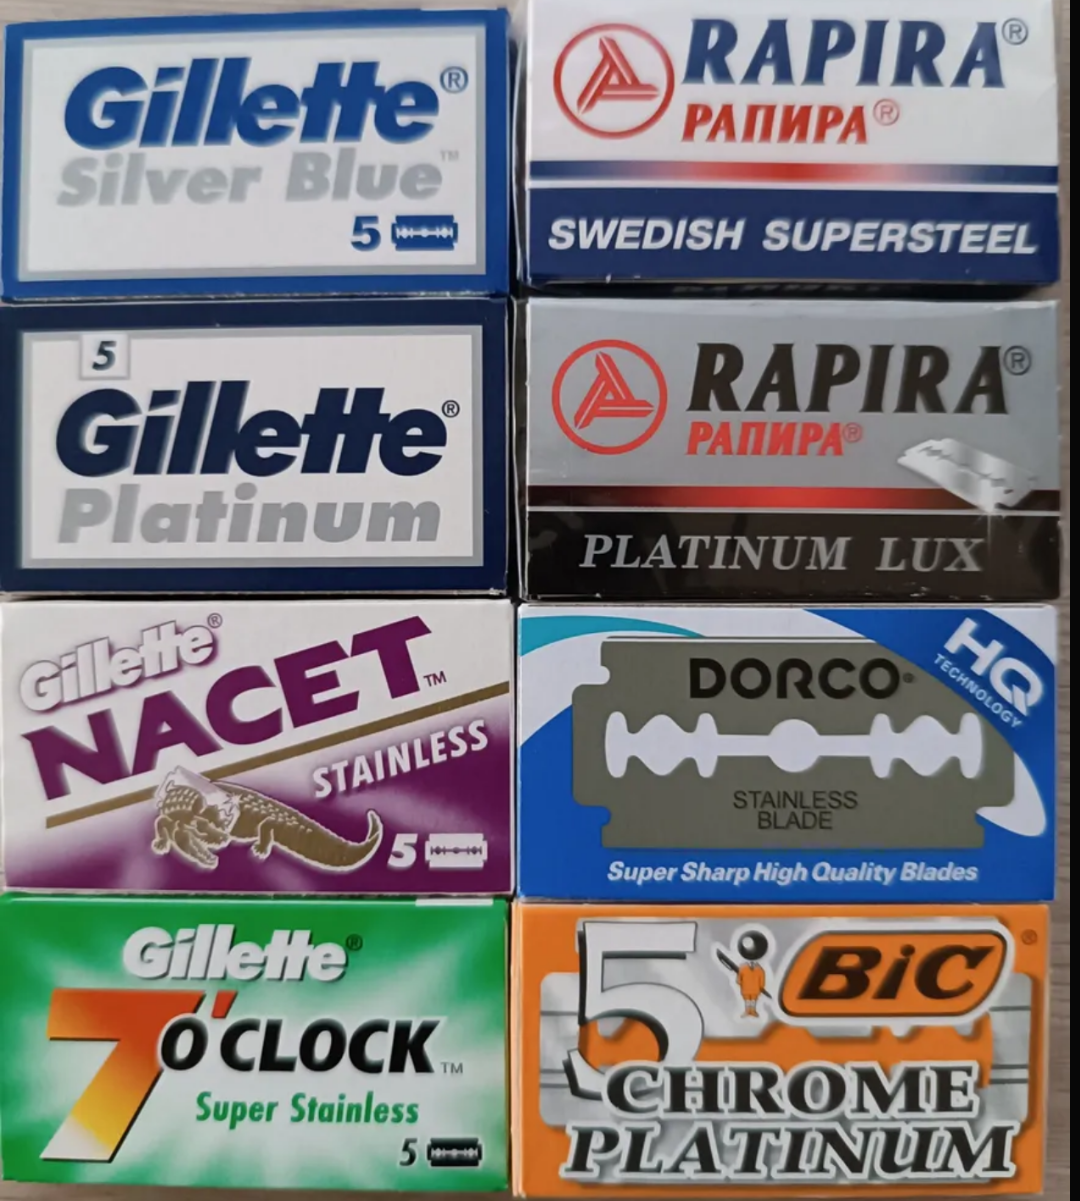 Gillette®
Silver Blue™
5
RAPIRA®
РАПИРА®
SWEDISH SUPERSTEEL
5
Gillette®
Platinum
RAPIRA®
РАПИРА®
PLATINUM LUX
Gillette®
NACET™
STAINLESS
5
HQ
TECHNOLOGY
DORCO®
STAINLESS
BLADE
Super Sharp High Quality Blades
Gillette®
7 O'CLOCK™
Super Stainless
5
5 BiC®
CHROME
PLATINUM